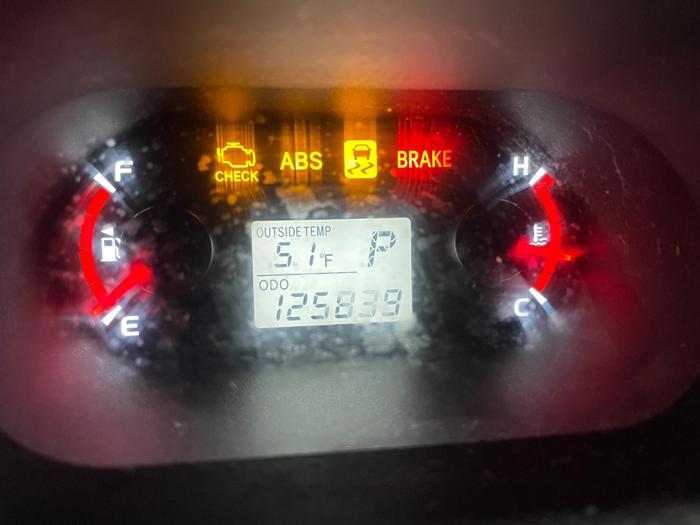 CHECK
ABS
BRAKE
F
H
OUTSIDE TEMP
51°F
P
ODO
125839
E
C